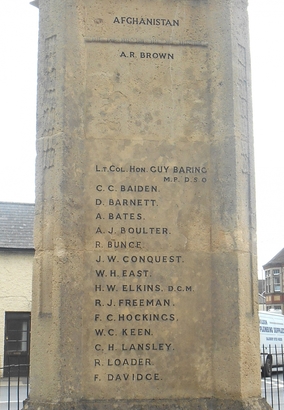 AFGHANISTAN
A.R. BROWN
LT. COL. HON. GUY BARING
M.P. D.S.O
C. C. BAIDEN.
D. BARNETT.
A. BATES.
A. J. BOULTER.
R. BUNCE.
J. W. CONQUEST.
W. H. EAST.
H. W. ELKINS. D.C.M
R. J. FREEMAN.
F. C. HOCKINGS.
W. C. KEEN.
C. H. LANSLEY.
R. LOADER.
F. DAVIDGE.